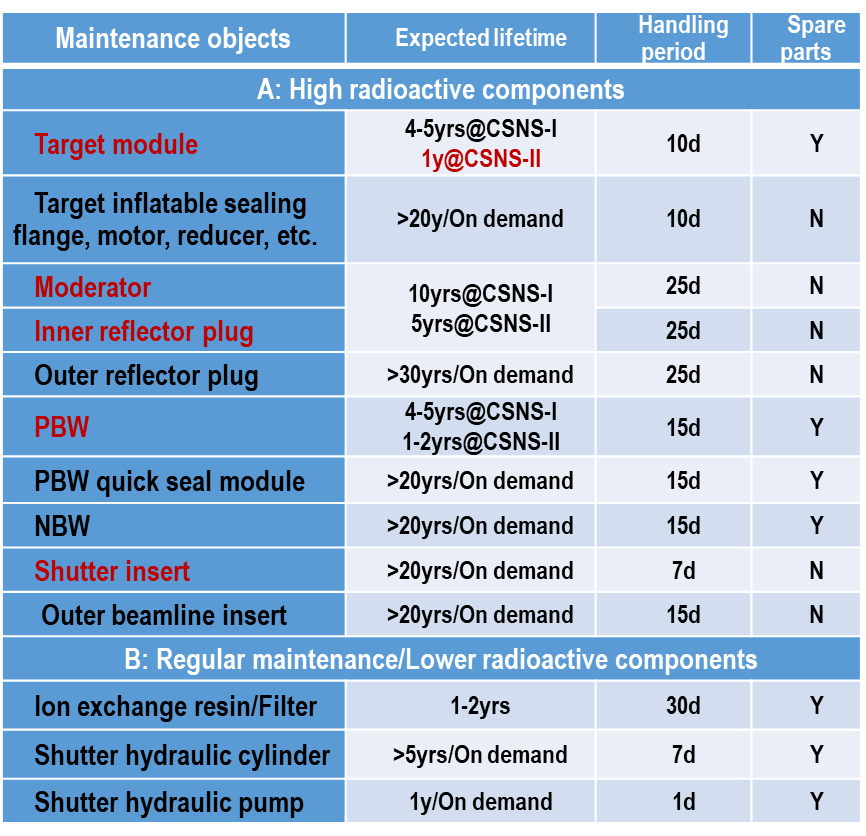 Maintenance objects
Expected lifetime
Handling
period
Spare
parts
A: High radioactive components
Target module
4-5yrs@CSNS-I
1y@CSNS-II
10d
Y
Target inflatable sealing
flange, motor, reducer, etc.
>20y/On demand
10d
N
Moderator
10yrs@CSNS-I
5yrs@CSNS-II
25d
N
Inner reflector plug
25d
N
Outer reflector plug
>30yrs/On demand
25d
N
PBW
4-5yrs@CSNS-I
1-2yrs@CSNS-II
15d
Y
PBW quick seal module
>20yrs/On demand
15d
Y
NBW
>20yrs/On demand
15d
Y
Shutter insert
>20yrs/On demand
7d
N
Outer beamline insert
>20yrs/On demand
15d
N
B: Regular maintenance/Lower radioactive components
Ion exchange resin/Filter
1-2yrs
30d
Y
Shutter hydraulic cylinder
>5yrs/On demand
7d
Y
Shutter hydraulic pump
1y/On demand
1d
Y